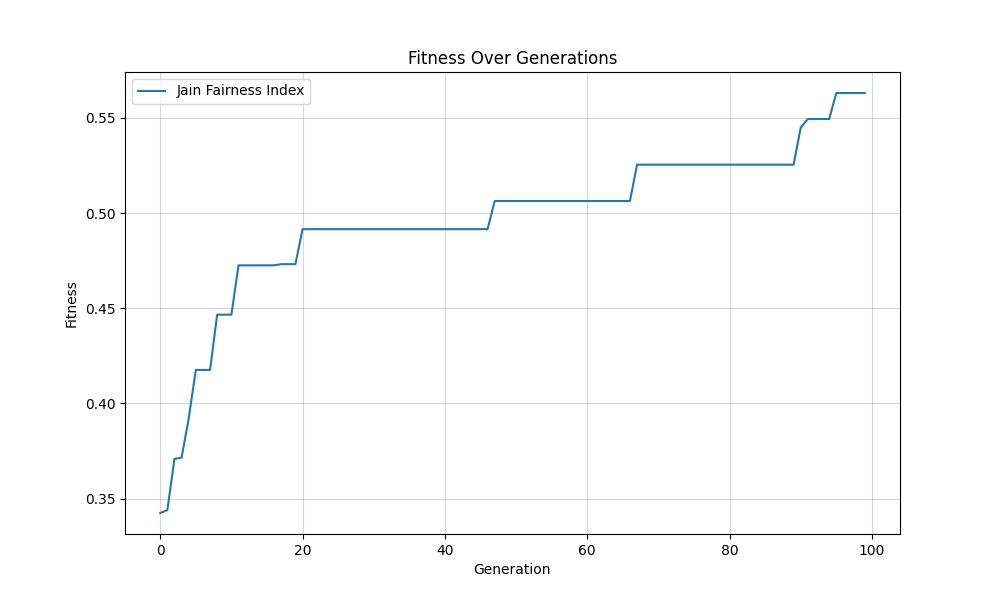 Fitness Over Generations
Jain Fairness Index
Fitness
0.55
0.50
0.45
0.40
0.35
0 20 40 60 80 100
Generation